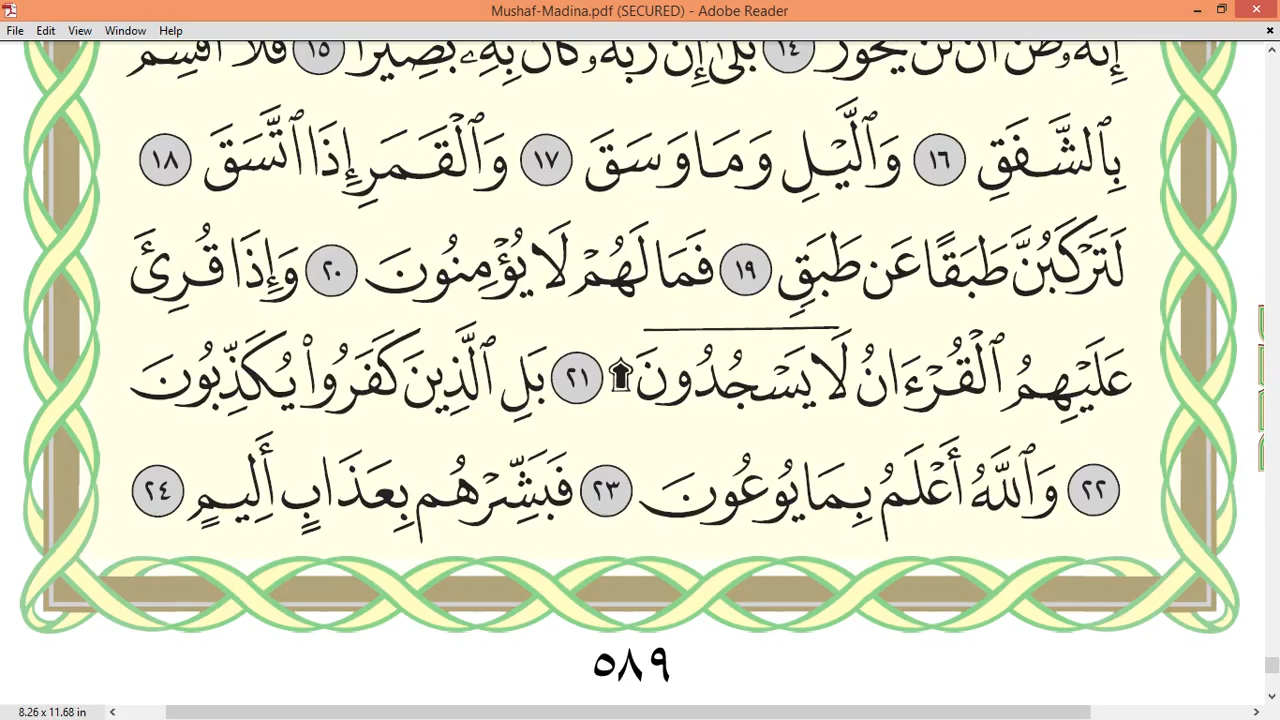 Mushaf-Madina.pdf (SECURED) - Adobe Reader
File Edit View Window Help
إِنَّهُۥ ظَنَّ أَن لَّن يَحُورَ ١٤ بَلَىٰٓ إِنَّ رَبَّهُۥ كَانَ بِهِۦ بَصِيرًا ١٥ فَلَآ أُقْسِمُ
بِٱلشَّفَقِ ١٦ وَٱلَّيْلِ وَمَا وَسَقَ ١٧ وَٱلْقَمَرِ إِذَا ٱتَّسَقَ ١٨
لَتَرْكَبُنَّ طَبَقًا عَن طَبَقٍ ١٩ فَمَا لَهُمْ لَا يُؤْمِنُونَ ٢٠ وَإِذَا قُرِئَ
عَلَيْهِمُ ٱلْقُرْءَانُ لَا يَسْجُدُونَ ۩ ٢١ بَلِ ٱلَّذِينَ كَفَرُوا۟ يُكَذِّبُونَ
٢٢ وَٱللَّهُ أَعْلَمُ بِمَا يُوعُونَ ٢٣ فَبَشِّرْهُم بِعَذَابٍ أَلِيمٍ ٢٤
٥٨٩
8.26 x 11.68 in